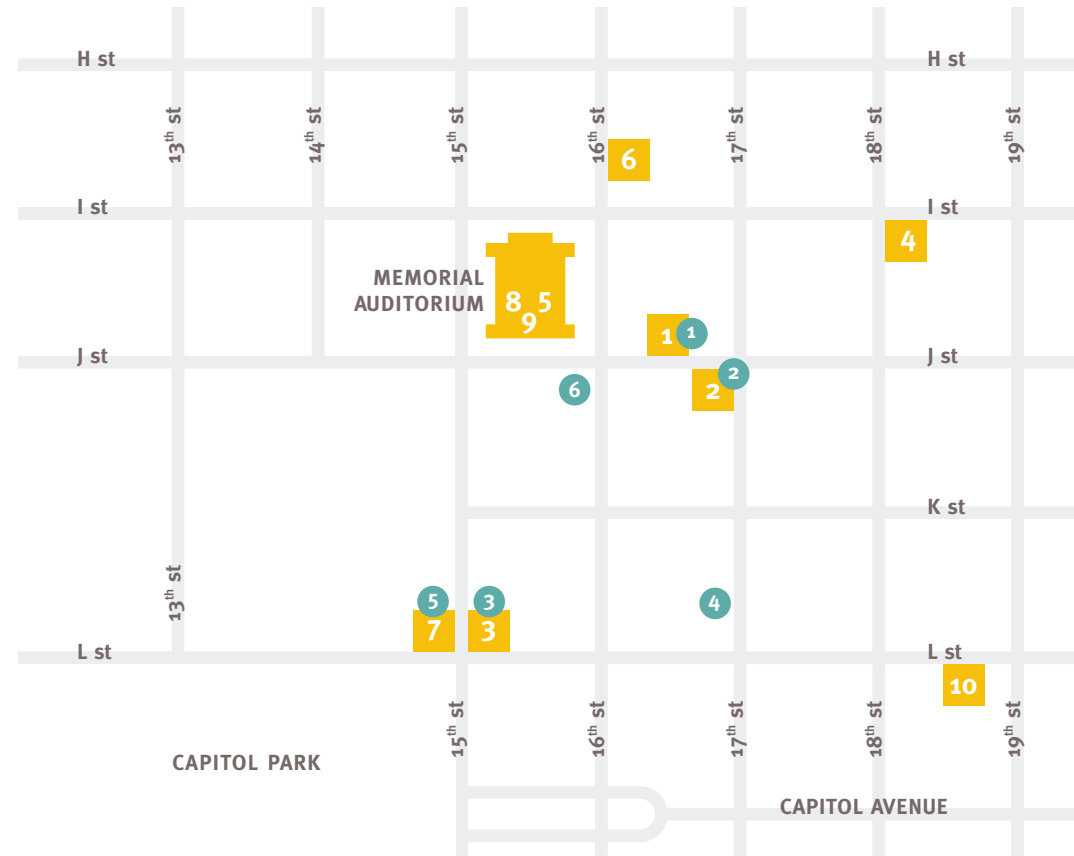 H st
H st
13th st
14th st
15th st
16th st
17th st
18th st
19th st
6
I st
I st
4
MEMORIAL
AUDITORIUM
8 5
9
1
1
J st
J st
2
2
6
K st
13th st
5
3
4
7
3
L st
L st
10
15th st
16th st
17th st
18th st
19th st
CAPITOL PARK
CAPITOL AVENUE